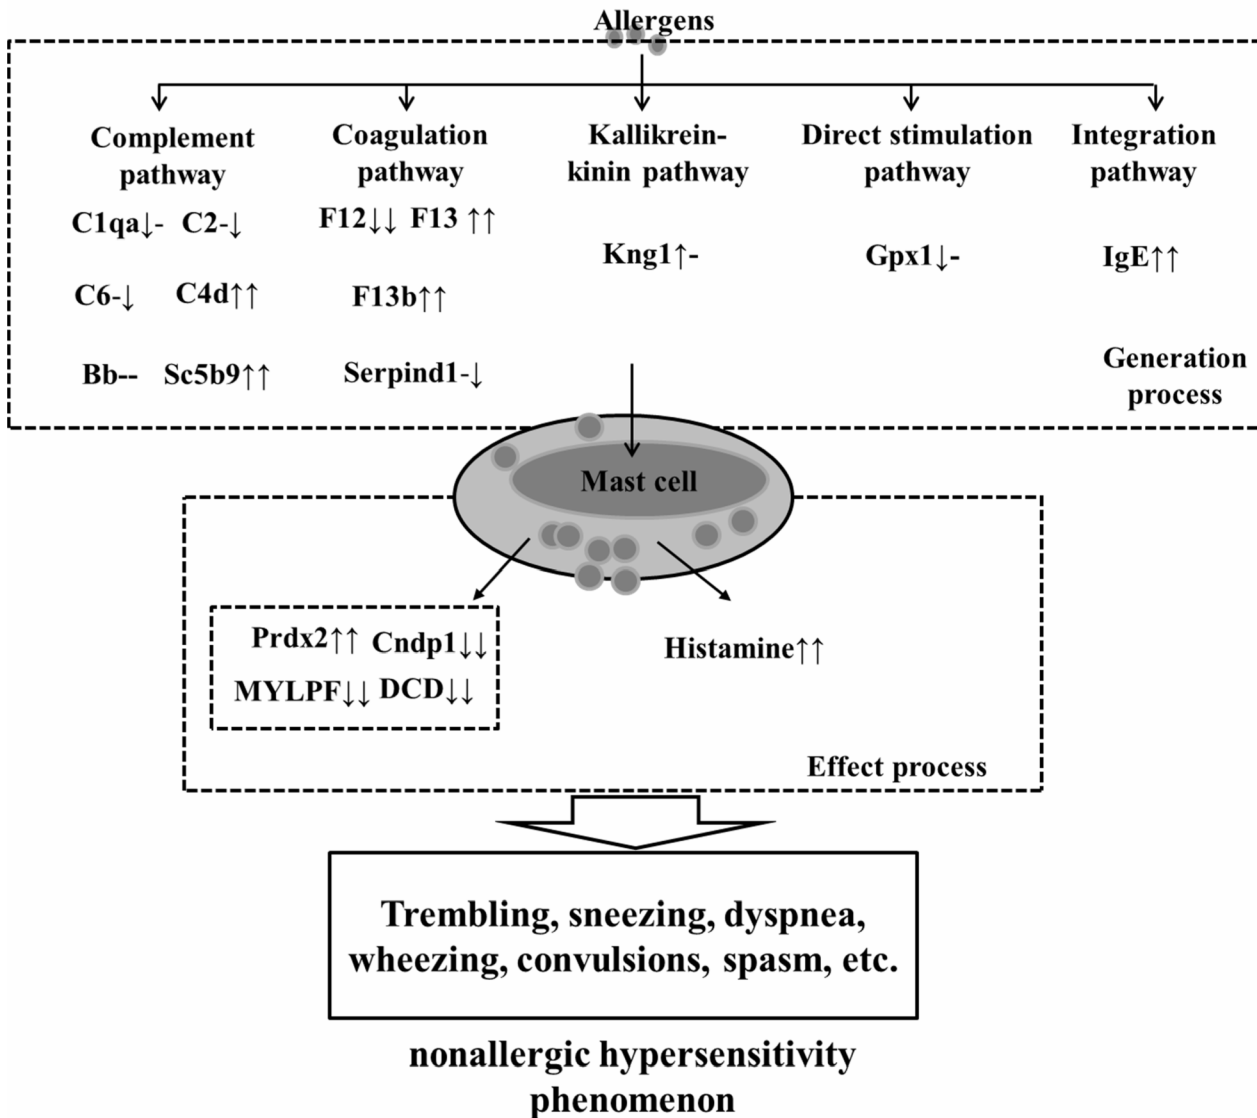 Allergens
Complement
pathway
C1qa↓- C2-↓
C6-↓ C4d↑↑
Bb-- Sc5b9↑↑
Coagulation
pathway
F12↓↓ F13 ↑↑
F13b↑↑
Serpind1-↓
Kallikrein-
kinin pathway
Kng1↑-
Direct stimulation
pathway
Gpx1↓-
Integration
pathway
IgE↑↑
Generation
process
Mast cell
Prdx2↑↑ Cndp1↓↓
MYLPF↓↓ DCD↓↓
Histamine↑↑
Effect process
Trembling, sneezing, dyspnea,
wheezing, convulsions, spasm, etc.
nonallergic hypersensitivity
phenomenon